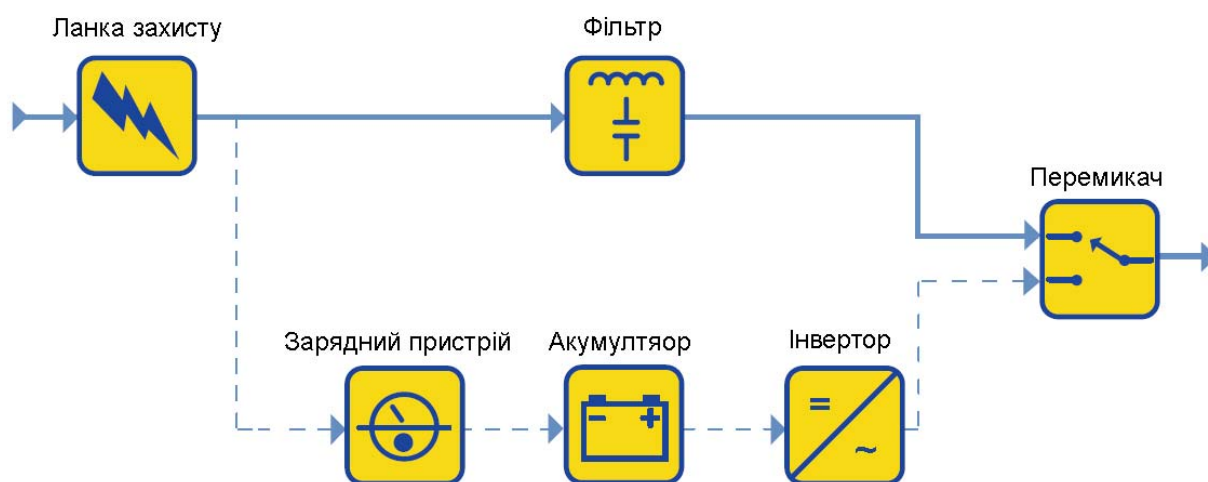 Ланка захисту
Фільтр
Перемикач
Зарядний пристрій
Акумултяор
Інвертор